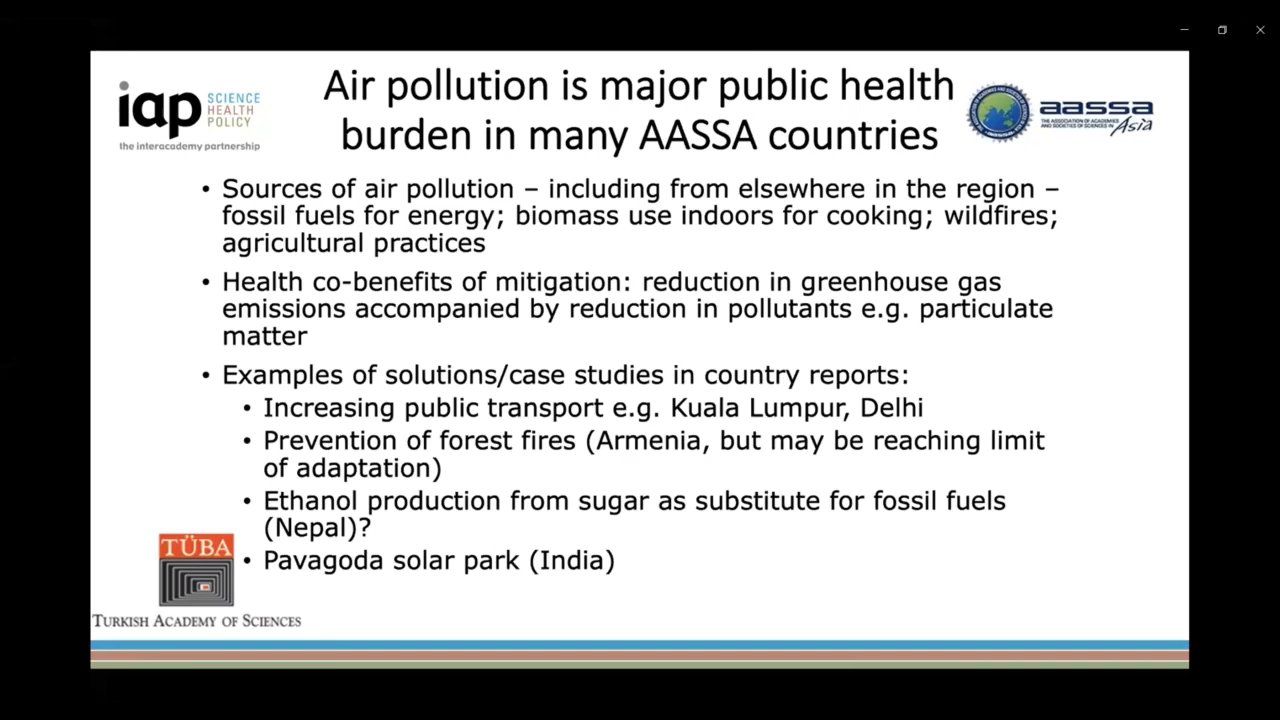 Air pollution is major public health
burden in many AASSA countries
iap SCIENCE
HEALTH
POLICY
the interacademy partnership
aassa
THE ASSOCIATION OF ACADEMIES
AND SOCIETIES OF SCIENCES IN
Asia
• Sources of air pollution – including from elsewhere in the region –
fossil fuels for energy; biomass use indoors for cooking; wildfires;
agricultural practices
• Health co-benefits of mitigation: reduction in greenhouse gas
emissions accompanied by reduction in pollutants e.g. particulate
matter
• Examples of solutions/case studies in country reports:
• Increasing public transport e.g. Kuala Lumpur, Delhi
• Prevention of forest fires (Armenia, but may be reaching limit
of adaptation)
• Ethanol production from sugar as substitute for fossil fuels
(Nepal)?
• Pavagoda solar park (India)
TÜBA
TURKISH ACADEMY OF SCIENCES